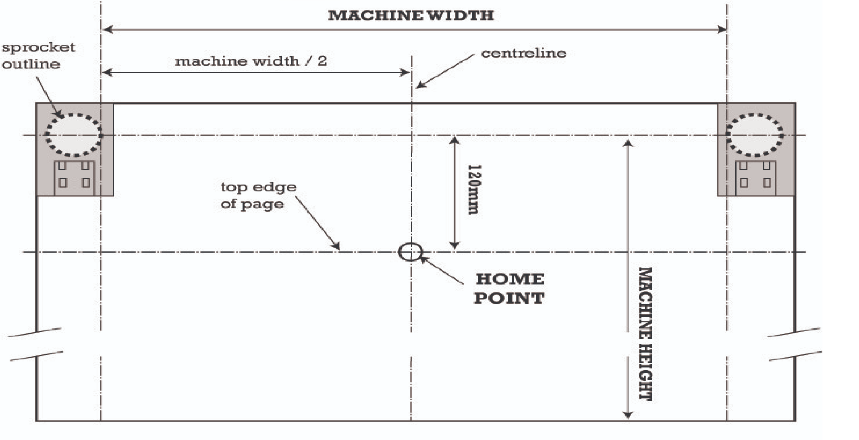 MACHINE WIDTH
sprocket
outline
machine width / 2
centreline
120mm
top edge
of page
HOME
POINT
MACHINE HEIGHT